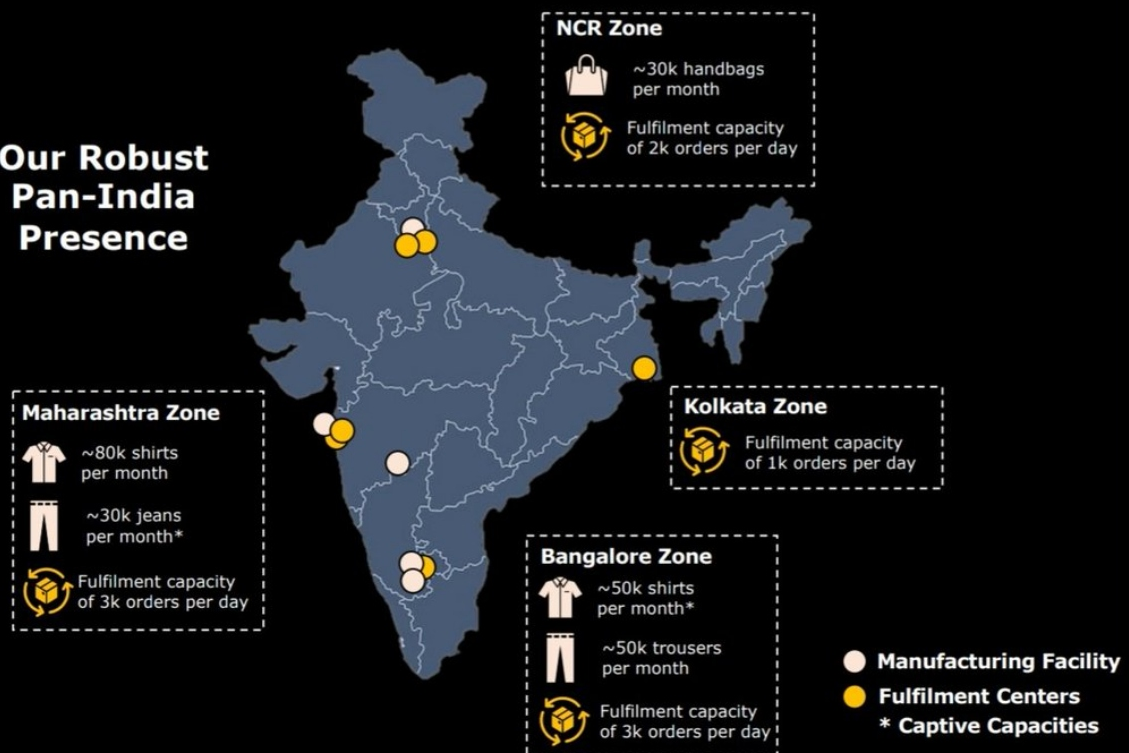 Our Robust
Pan-India
Presence
NCR Zone
~30k handbags
per month
Fulfilment capacity
of 2k orders per day
Maharashtra Zone
~80k shirts
per month
~30k jeans
per month*
Fulfilment capacity
of 3k orders per day
Kolkata Zone
Fulfilment capacity
of 1k orders per day
Bangalore Zone
~50k shirts
per month*
~50k trousers
per month
Fulfilment capacity
of 3k orders per day
Manufacturing Facility
Fulfilment Centers
* Captive Capacities